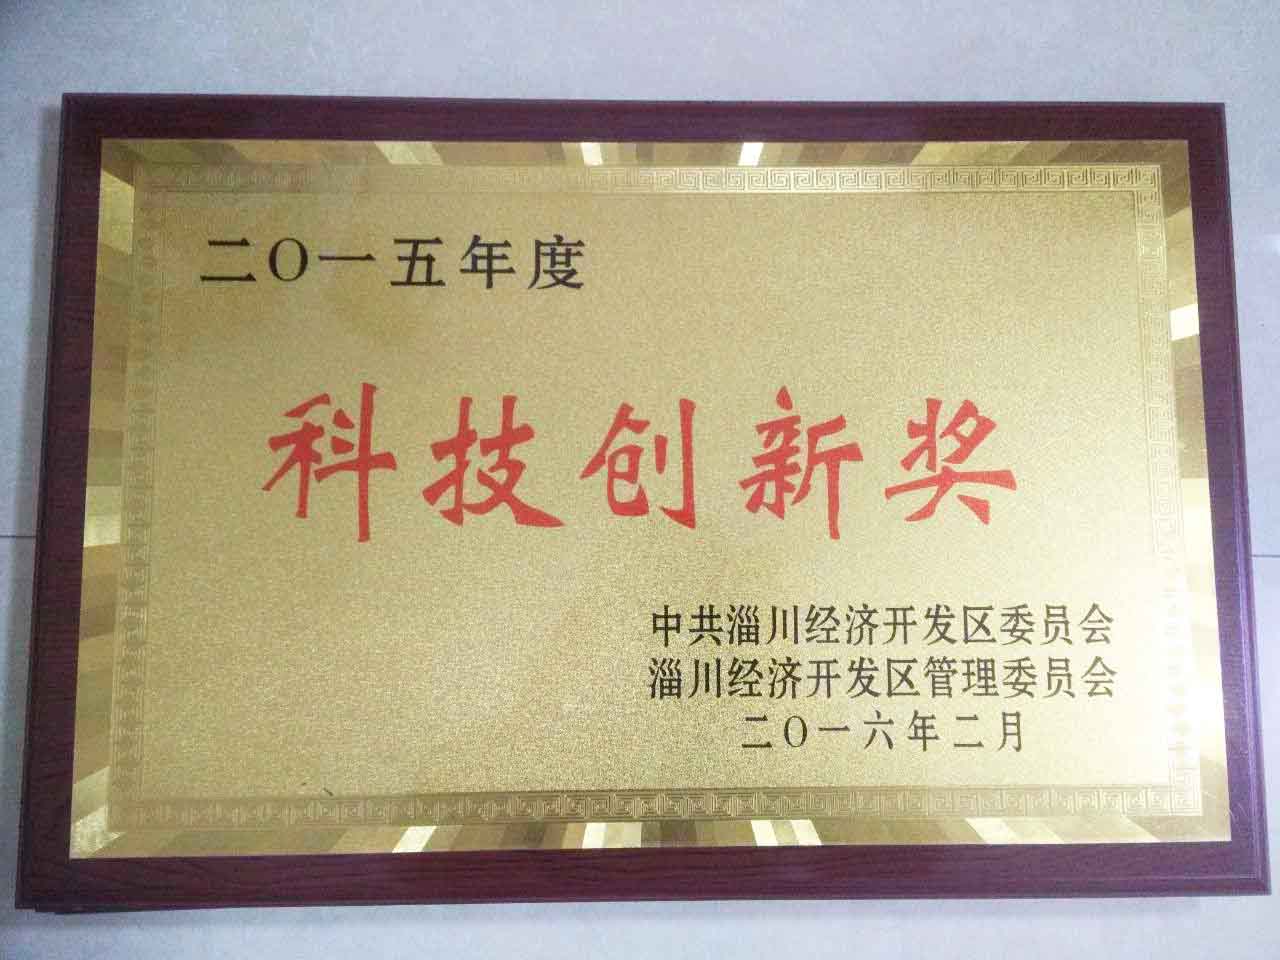 二〇一五年度
科技创新奖
中共淄川经济开发区委员会
淄川经济开发区管理委员会
二〇一六年二月